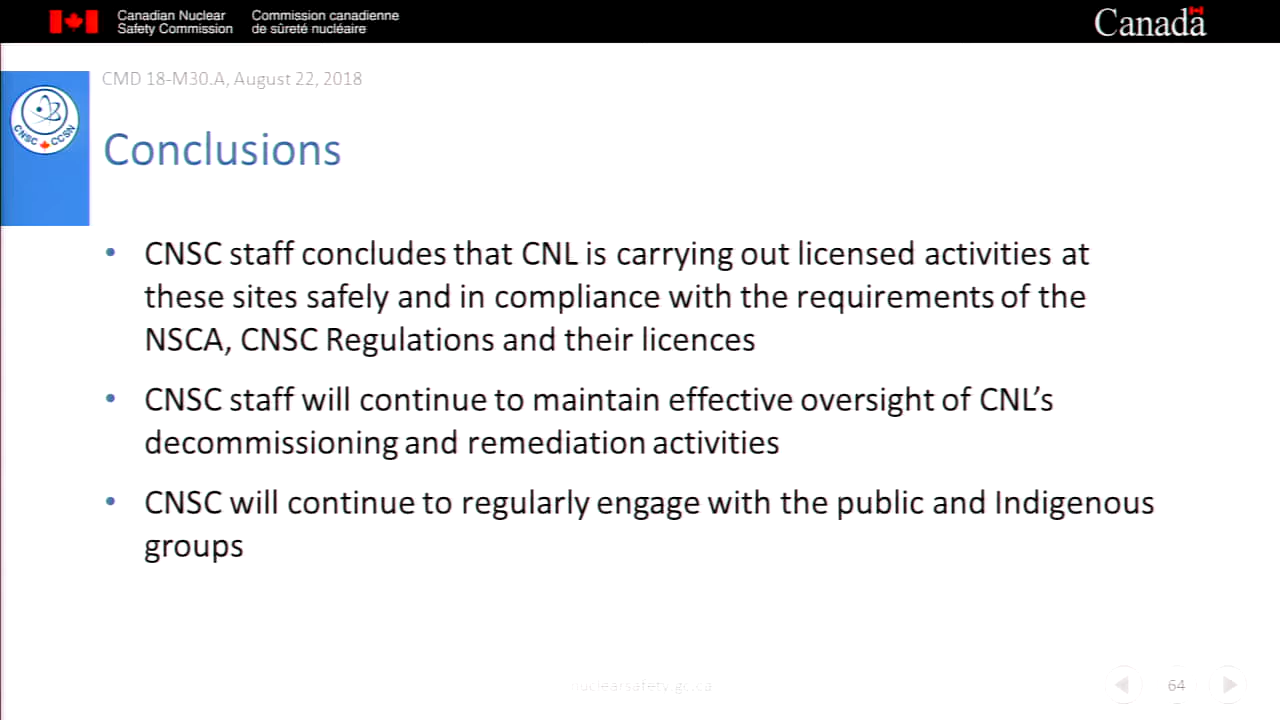 Canadian Nuclear
Safety Commission
Commission canadienne
de sûreté nucléaire
Canada
CMD 18-M30.A, August 22, 2018
CNSC CCSN
Conclusions
• CNSC staff concludes that CNL is carrying out licensed activities at
these sites safely and in compliance with the requirements of the
NSCA, CNSC Regulations and their licences
• CNSC staff will continue to maintain effective oversight of CNL's
decommissioning and remediation activities
• CNSC will continue to regularly engage with the public and Indigenous
groups
nuclearsafety.gc.ca
64